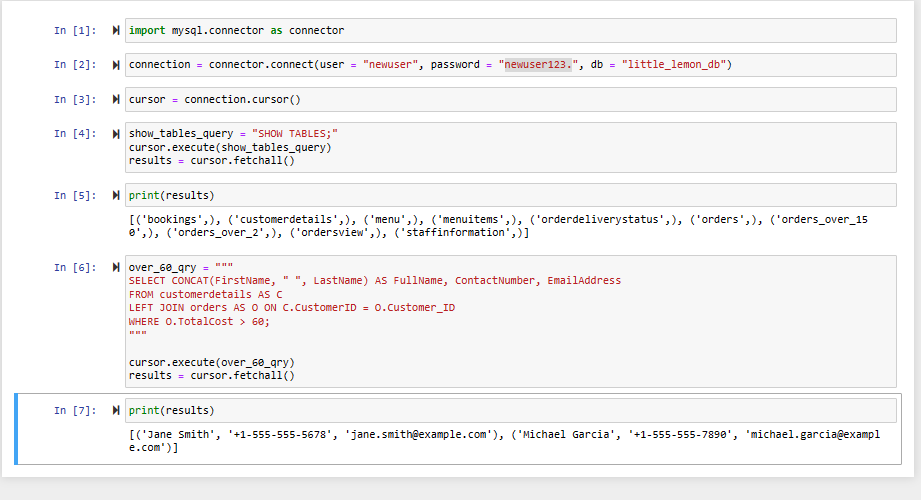 In [1]: import mysql.connector as connector
In [2]: connection = connector.connect(user = "newuser", password = "newuser123.", db = "little_lemon_db")
In [3]: cursor = connection.cursor()
In [4]: show_tables_query = "SHOW TABLES;"
cursor.execute(show_tables_query)
results = cursor.fetchall()
In [5]: print(results)
[('bookings',), ('customerdetails',), ('menu',), ('menuitems',), ('orderdeliverystatus',), ('orders',), ('orders_over_15
0',), ('orders_over_2',), ('ordersview',), ('staffinformation',)]
In [6]: over_60_qry = """
SELECT CONCAT(FirstName, " ", LastName) AS FullName, ContactNumber, EmailAddress
FROM customerdetails AS C
LEFT JOIN orders AS O ON C.CustomerID = O.Customer_ID
WHERE O.TotalCost > 60;
"""
cursor.execute(over_60_qry)
results = cursor.fetchall()
In [7]: print(results)
[('Jane Smith', '+1-555-555-5678', 'jane.smith@example.com'), ('Michael Garcia', '+1-555-555-7890', 'michael.garcia@exampl
e.com')]